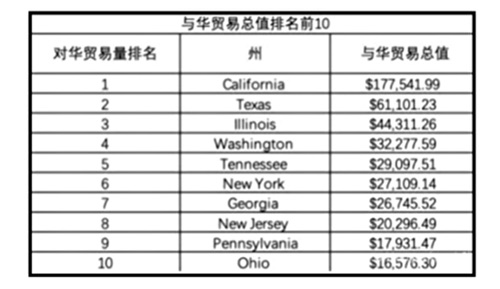 与华贸易总值排名前10
对华贸易量排名 州 与华贸易总值
1 California $177,541.99
2 Texas $61,101.23
3 Illinois $44,311.26
4 Washington $32,277.59
5 Tennessee $29,097.51
6 New York $27,109.14
7 Georgia $26,745.52
8 New Jersey $20,296.49
9 Pennsylvania $17,931.47
10 Ohio $16,576.30